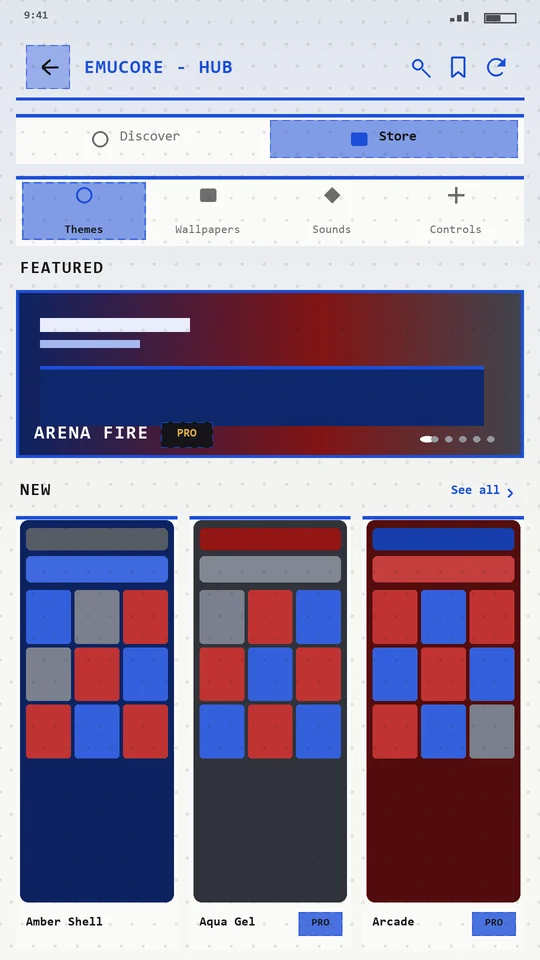 9:41
EMUCORE - HUB
Discover
Store
Themes
Wallpapers
Sounds
Controls
FEATURED
ARENA FIRE
PRO
NEW
See all
Amber Shell
Aqua Gel
PRO
Arcade
PRO